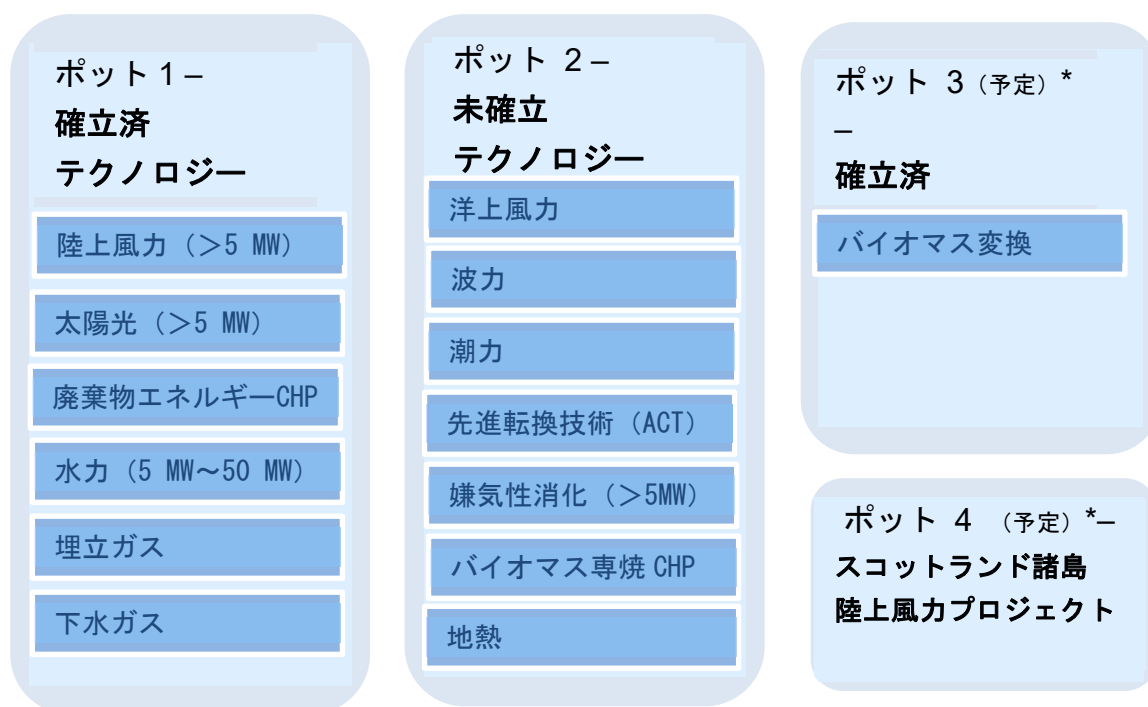 ポット 1 –
確立済
テクノロジー
陸上風力（＞5 MW）
太陽光（＞5 MW）
廃棄物エネルギーCHP
水力（5 MW～50 MW）
埋立ガス
下水ガス
ポット 2 –
未確立
テクノロジー
洋上風力
波力
潮力
先進転換技術（ACT）
嫌気性消化（＞5MW）
バイオマス専焼 CHP
地熱
ポット 3（予定）*
–
確立済
バイオマス変換
ポット 4 （予定）*–
スコットランド諸島
陸上風力プロジェクト